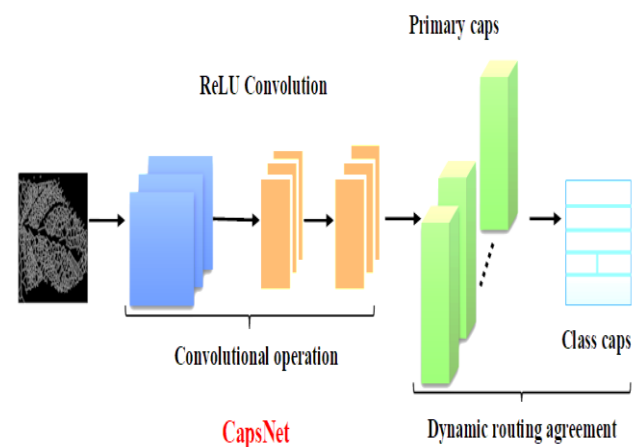 Primary caps
ReLU Convolution
Class caps
Convolutional operation
CapsNet
Dynamic routing agreement